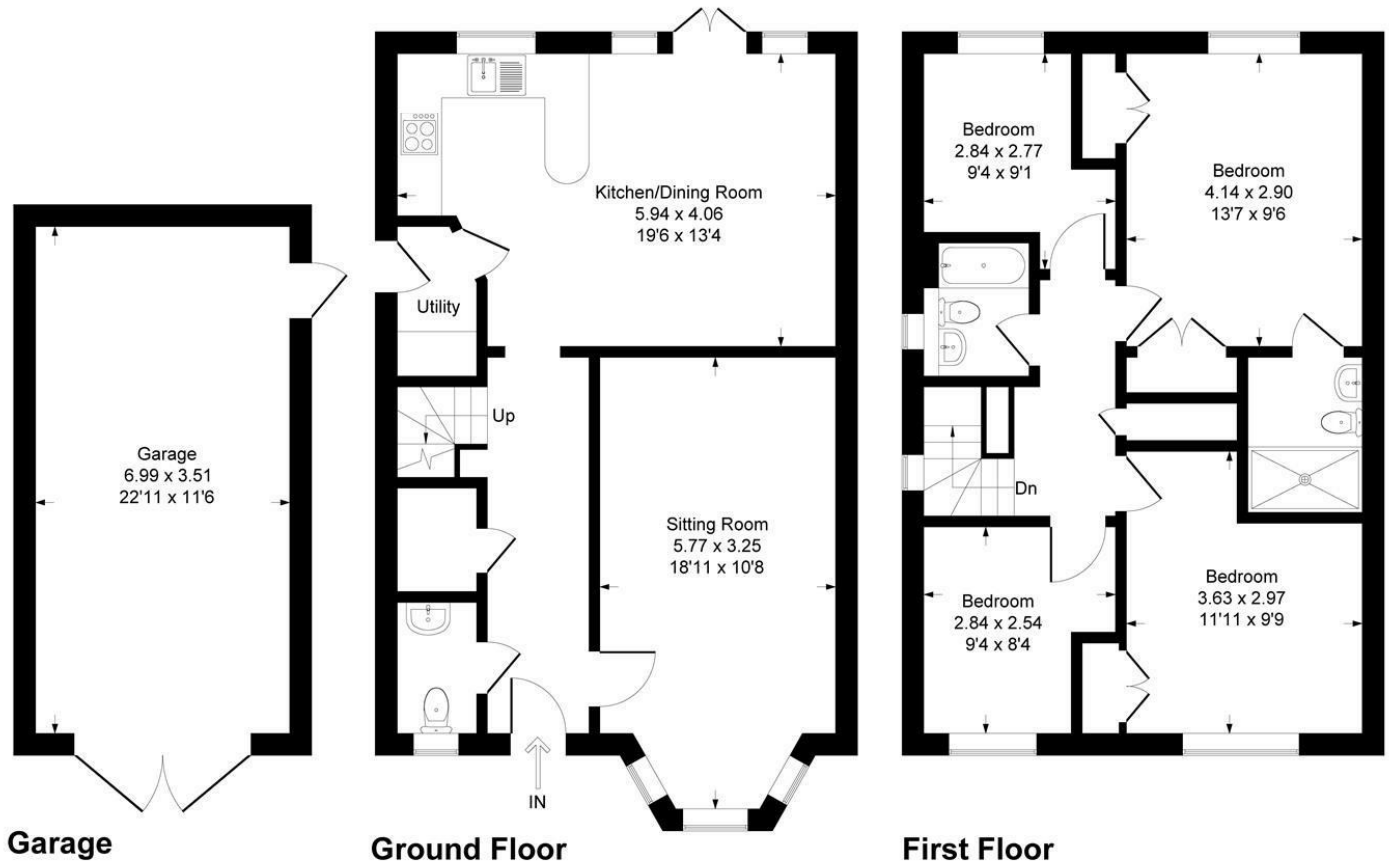 Garage
6.99 x 3.51
22'11 x 11'6
Garage
Kitchen/Dining Room
5.94 x 4.06
19'6 x 13'4
Utility
Up
Sitting Room
5.77 x 3.25
18'11 x 10'8
IN
Ground Floor
Bedroom
2.84 x 2.77
9'4 x 9'1
Bedroom
4.14 x 2.90
13'7 x 9'6
Dn
Bedroom
2.84 x 2.54
9'4 x 8'4
Bedroom
3.63 x 2.97
11'11 x 9'9
First Floor